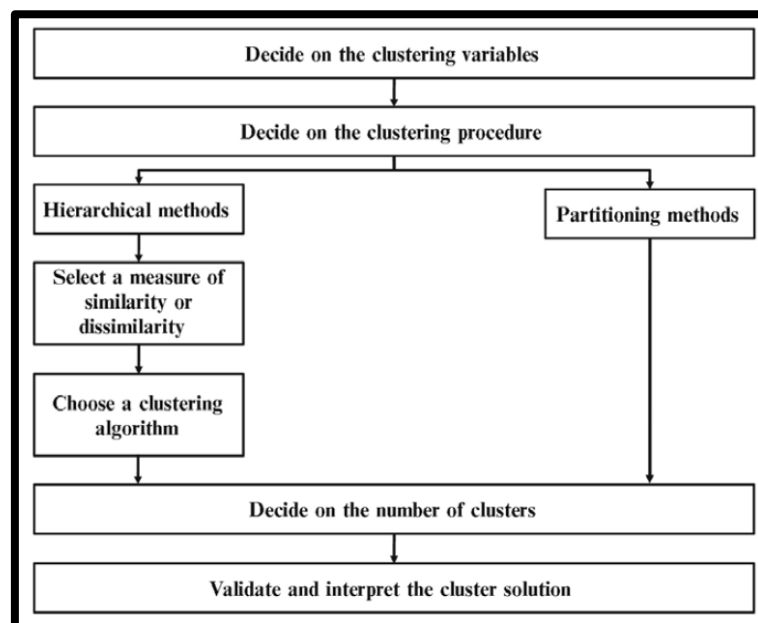 Decide on the clustering variables
Decide on the clustering procedure
Hierarchical methods
Partitioning methods
Select a measure of
similarity or
dissimilarity
Choose a clustering
algorithm
Decide on the number of clusters
Validate and interpret the cluster solution